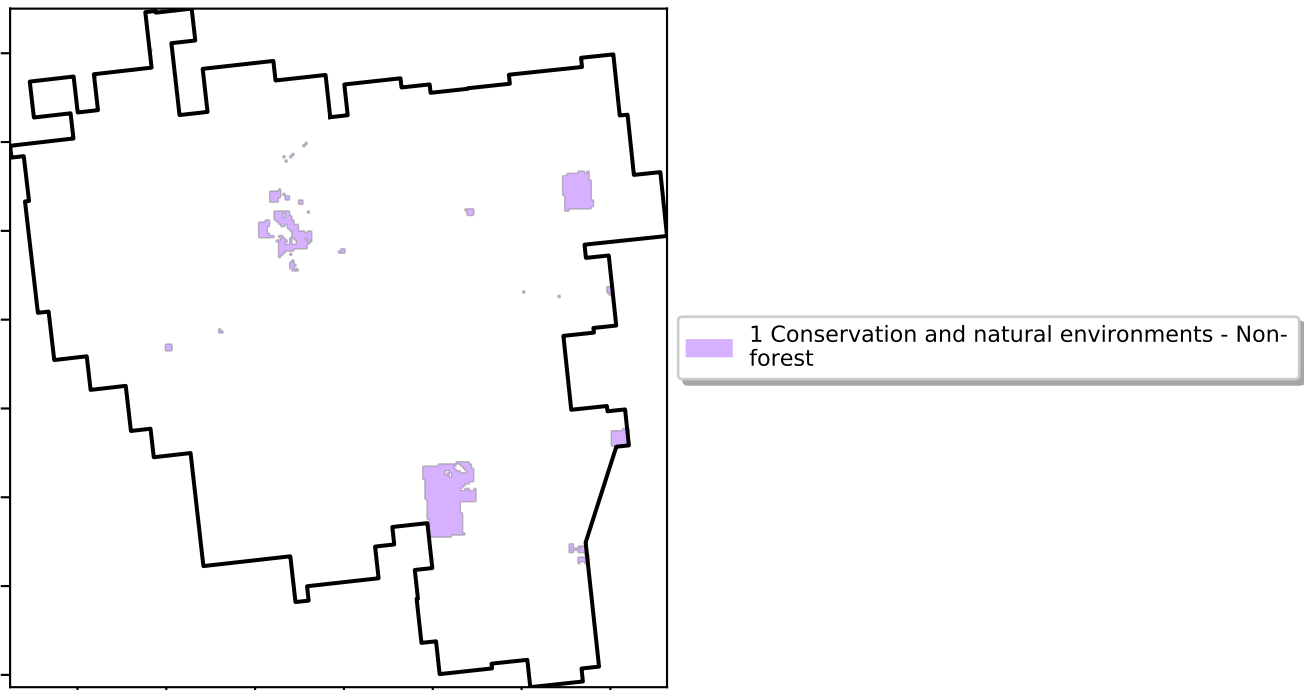 1 Conservation and natural environments - Non-
forest